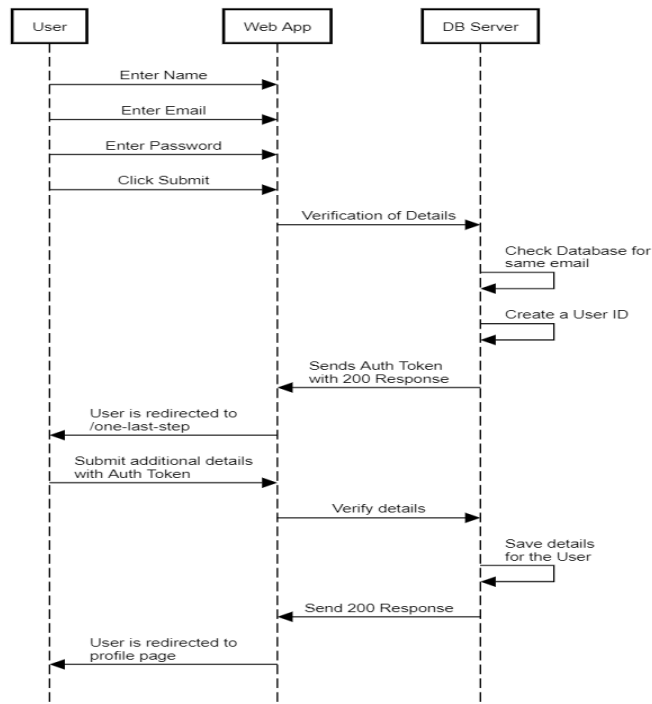 User
Web App
DB Server
Enter Name
Enter Email
Enter Password
Click Submit
Verification of Details
Check Database for
same email
Create a User ID
Sends Auth Token
with 200 Response
User is redirected to
/one-last-step
Submit additional details
with Auth Token
Verify details
Save details
for the User
Send 200 Response
User is redirected to
profile page